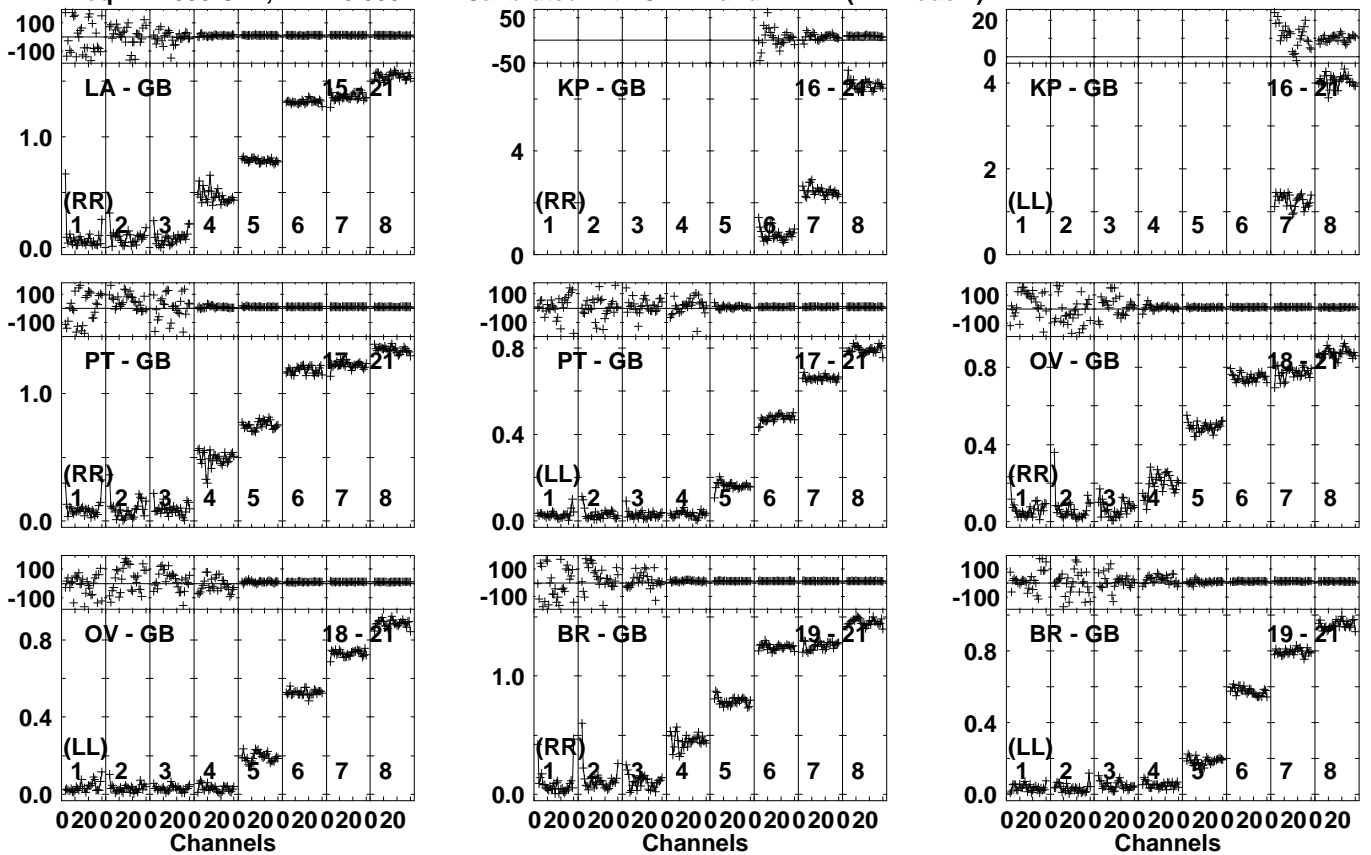 100
-100
LA - GB 15 - 21
1.0
(RR)
1 2 3 4 5 6 7 8
0.0
50
-50
KP - GB 16 - 21
4
(RR)
1 2 3 4 5 6 7 8
0
20
0
KP - GB 16 - 21
4
2
(LL)
1 2 3 4 5 6 7 8
0
100
-100
PT - GB 17 - 21
1.0
(RR)
1 2 3 4 5 6 7 8
0.0
100
-100
0.8
PT - GB 17 - 21
0.4
(LL)
1 2 3 4 5 6 7 8
0.0
100
-100
0.8
OV - GB 18 - 21
0.4
(RR)
1 2 3 4 5 6 7 8
0.0
100
-100
OV - GB 18 - 21
0.8
0.4
(LL)
1 2 3 4 5 6 7 8
0.0
0 20 0 20 0 20 0 20 0 20 0 20 0 20 0 20
Channels
100
-100
BR - GB 19 - 21
1.0
(RR)
1 2 3 4 5 6 7 8
0.0
0 20 0 20 0 20 0 20 0 20 0 20 0 20 0 20
Channels
100
-100
BR - GB 19 - 21
0.8
0.4
(LL)
1 2 3 4 5 6 7 8
0.0
0 20 0 20 0 20 0 20 0 20 0 20 0 20 0 20
Channels